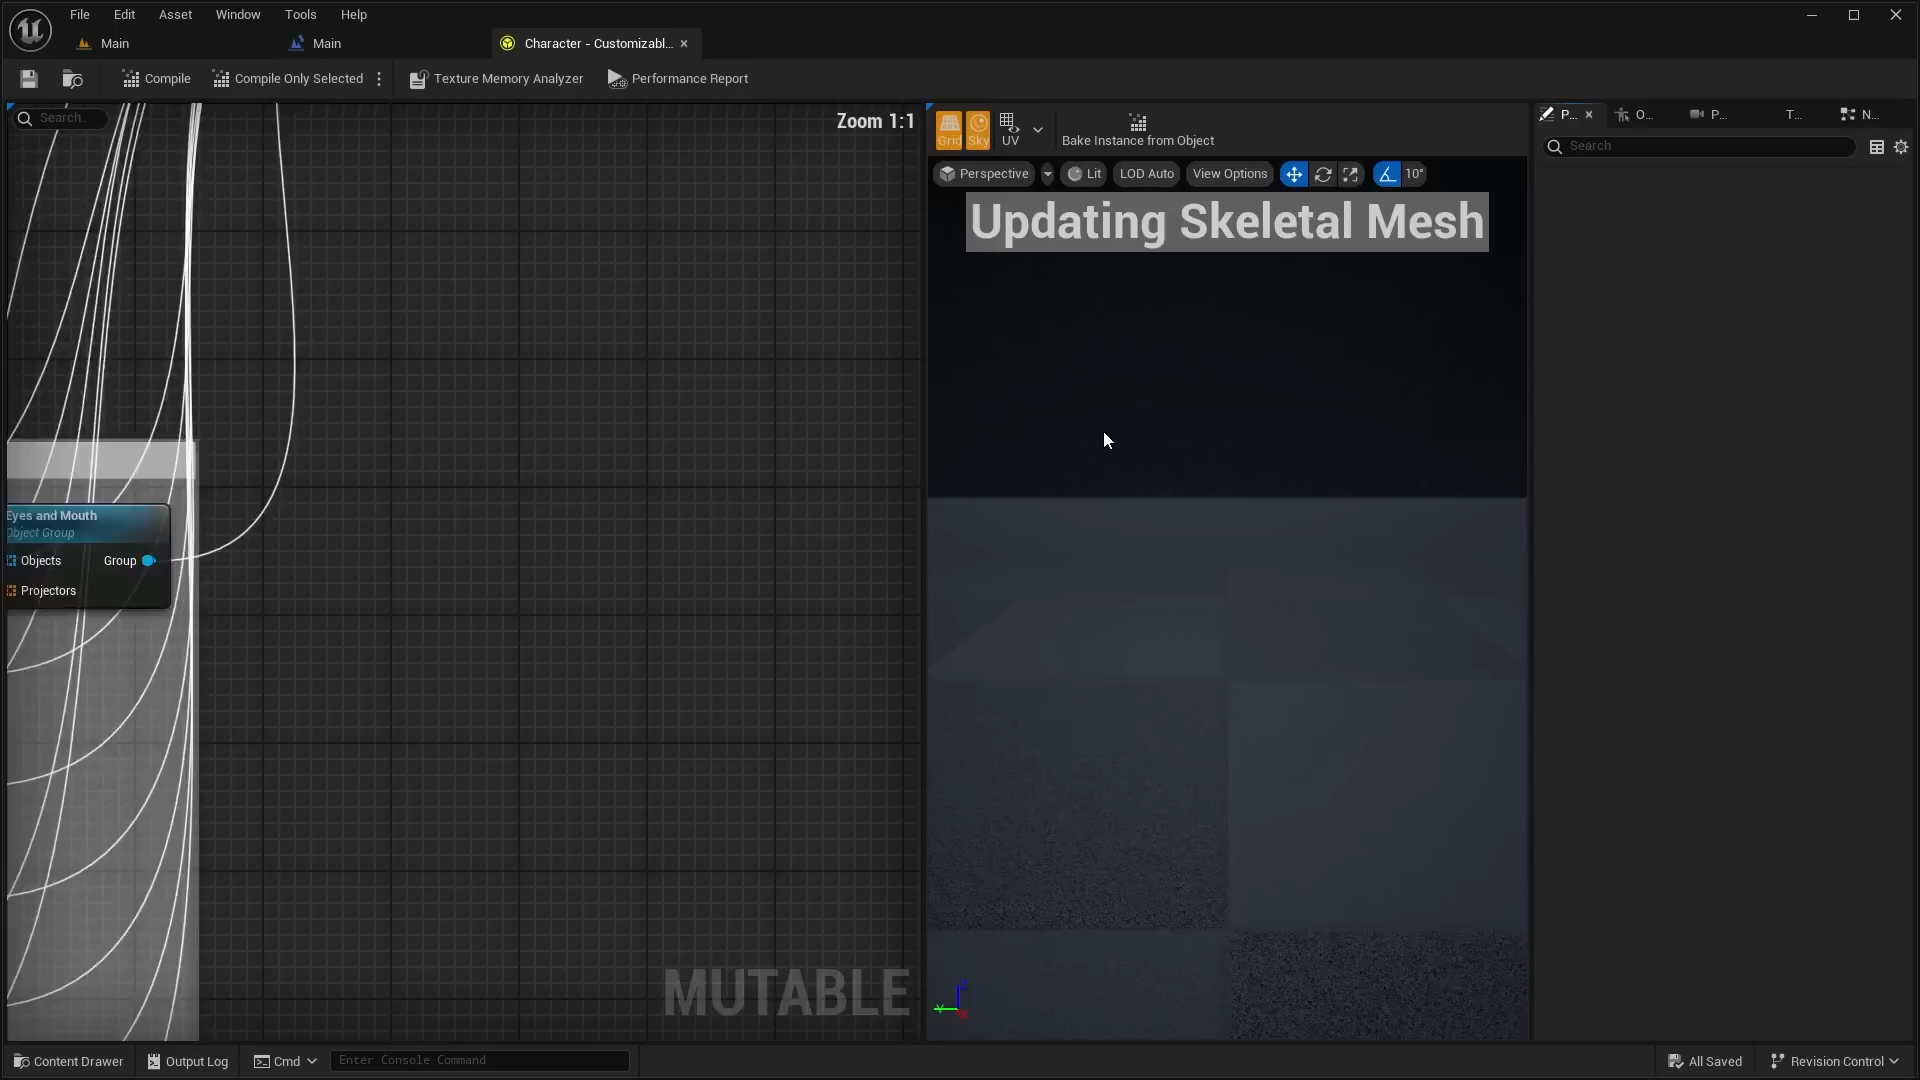 File Edit Asset Window Tools Help
Main Main Character - Customizabl...
Compile Compile Only Selected Texture Memory Analyzer Performance Report
Search.
Zoom 1:1
Grid Sky UV Bake Instance from Object
P... O... P... T... N...
Search
Perspective Lit LOD Auto View Options 10°
Updating Skeletal Mesh
Eyes and Mouth
Object Group
Objects Group
Projectors
MUTABLE
Content Drawer Output Log Cmd Enter Console Command All Saved Revision Control